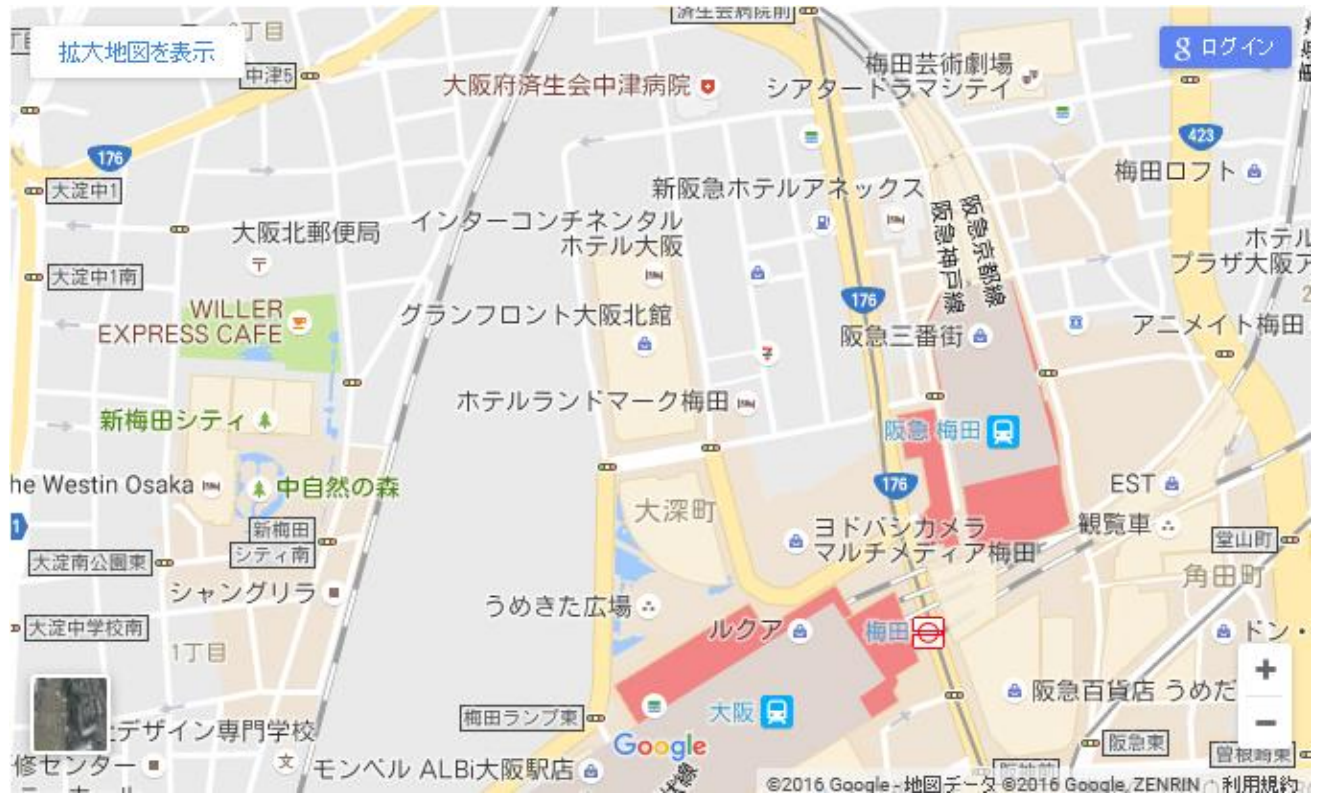 済生会病院前
拡大地図を表示
丁目
g ログイン
中津5
大阪府済生会中津病院
梅田芸術劇場
シアタードラマシティ
176
423
大淀中1
梅田ロフト
新阪急ホテルアネックス
インターコンチネンタル
ホテル大阪
大阪北郵便局
阪急神戸線
阪急京都線
ホテル
プラザ大阪ア
大淀中1南
176
WILLER
EXPRESS CAFE
グランフロント大阪北館
阪急三番街
アニメイト梅田
ホテルランドマーク梅田
新梅田シティ
阪急 梅田
he Westin Osaka
中自然の森
176
EST
大深町
新梅田
シティ南
ヨドバシカメラ
マルチメディア梅田
観覧車
堂山町
大淀南公園東
角田町
シャングリラ
うめきた広場
大淀中学校南
ルクア
梅田
ドン・
1丁目
阪急百貨店 うめだ
+
梅田ランプ東
大阪
−
デザイン専門学校
Google
阪急東
曾根崎東
修センター
モンベル ALBi大阪駅店
©2016 Google - 地図データ ©2016 Google, ZENRIN
利用規約